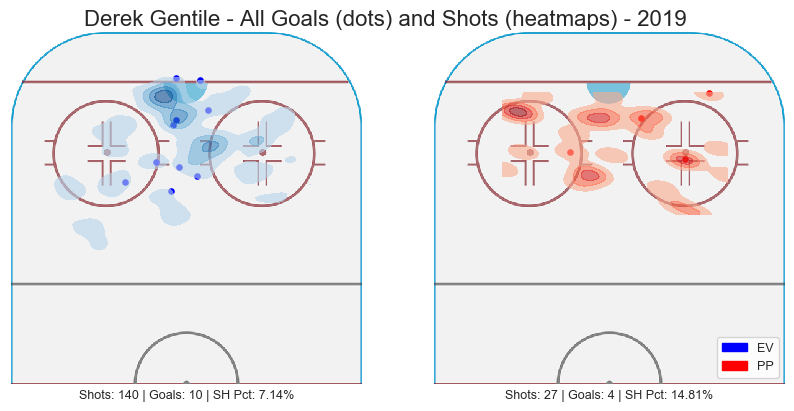 Derek Gentile - All Goals (dots) and Shots (heatmaps) - 2019
EV
PP
Shots: 140 | Goals: 10 | SH Pct: 7.14%
Shots: 27 | Goals: 4 | SH Pct: 14.81%